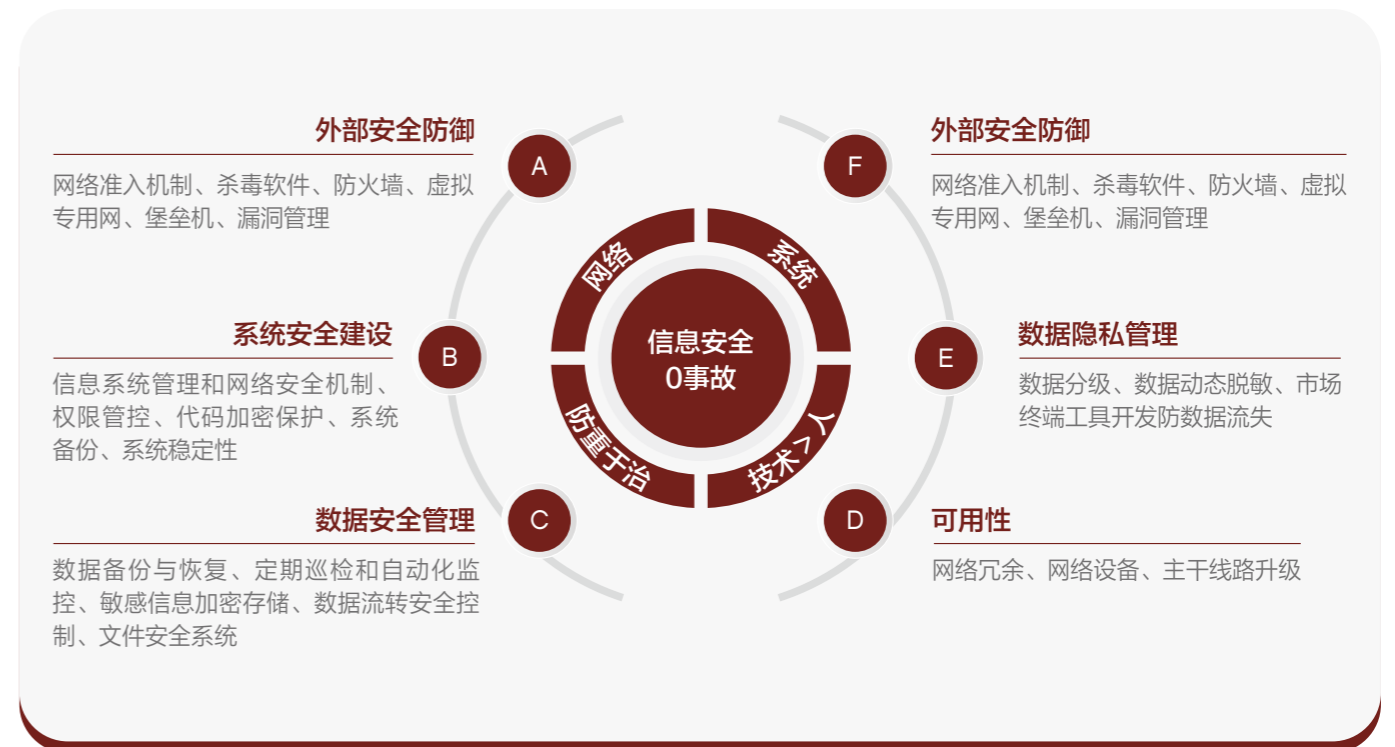 外部安全防御
A
网络准入机制、杀毒软件、防火墙、虚拟
专用网、堡垒机、漏洞管理
系统安全建设
B
信息系统管理和网络安全机制、
权限管控、代码加密保护、系统
备份、系统稳定性
数据安全管理
C
数据备份与恢复、定期巡检和自动化监
控、敏感信息加密存储、数据流转安全控
制、文件安全系统
网络
系统
信息安全
0事故
防重于治
技术>人
F
外部安全防御
网络准入机制、杀毒软件、防火墙、虚拟
专用网、堡垒机、漏洞管理
E
数据隐私管理
数据分级、数据动态脱敏、市场
终端工具开发防数据流失
D
可用性
网络冗余、网络设备、主干线路升级